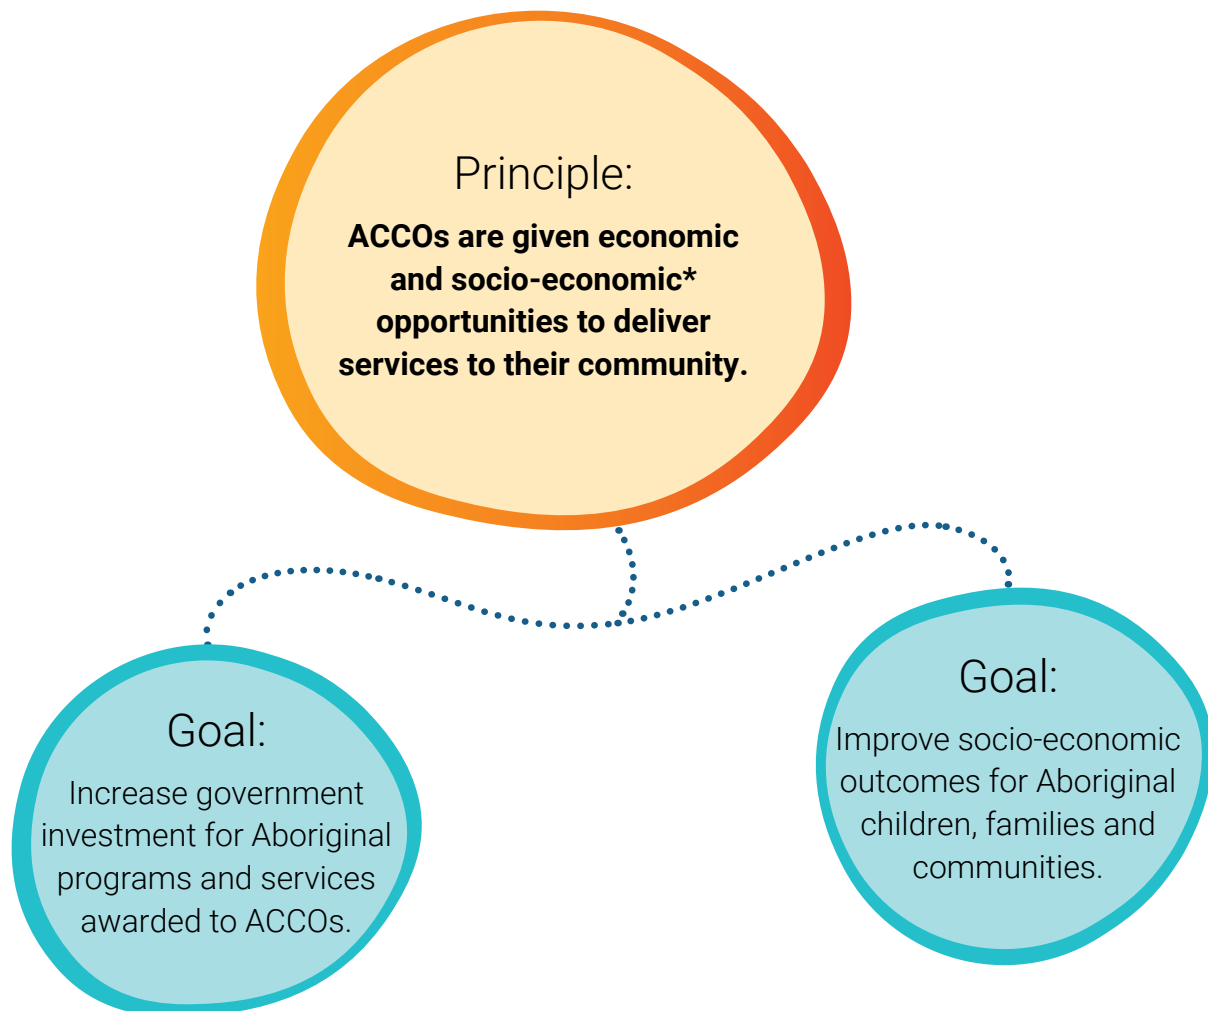 Principle:
ACCOs are given economic
and socio-economic*
opportunities to deliver
services to their community.
Goal:
Increase government
investment for Aboriginal
programs and services
awarded to ACCOs.
Goal:
Improve socio-economic
outcomes for Aboriginal
children, families and
communities.